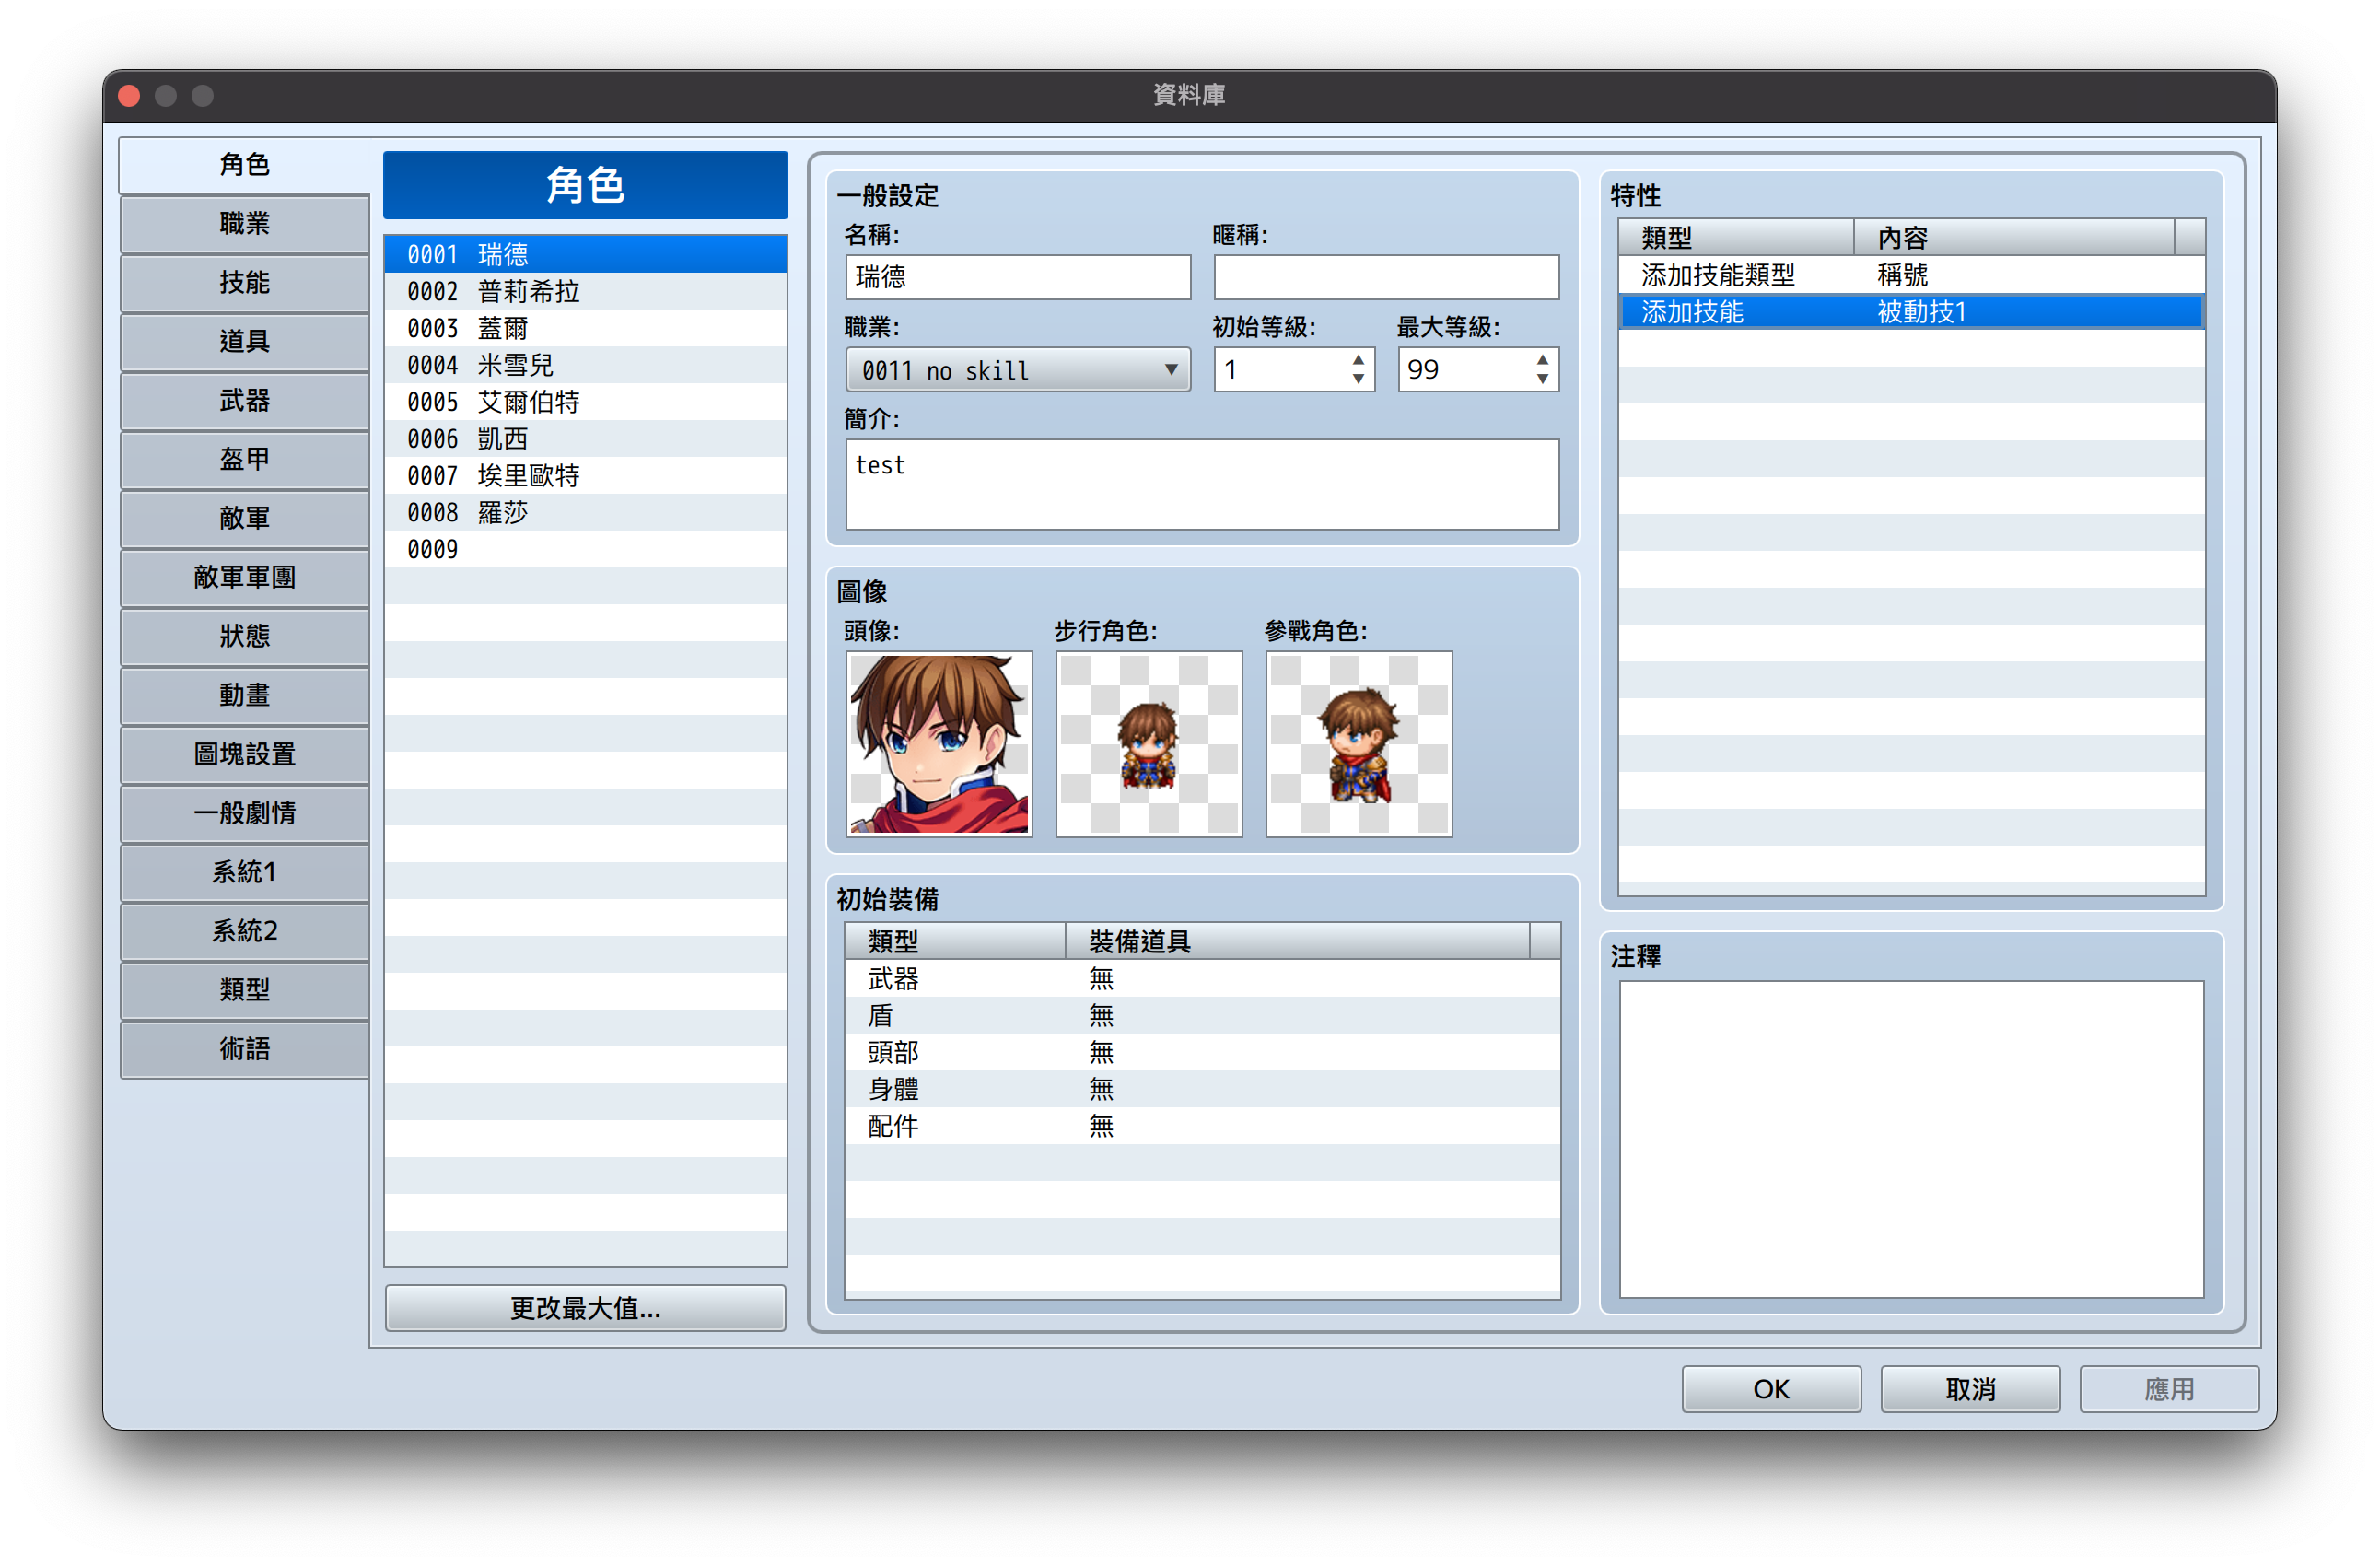 資料庫
角色
職業
技能
道具
武器
盔甲
敵軍
敵軍軍團
狀態
動畫
圖塊設置
一般劇情
系統1
系統2
類型
術語
角色
0001 瑞德
0002 普莉希拉
0003 蓋爾
0004 米雪兒
0005 艾爾伯特
0006 凱西
0007 埃里歐特
0008 羅莎
0009
更改最大值...
一般設定
名稱: 暱稱:
瑞德
職業: 初始等級: 最大等級:
0011 no skill 1 99
簡介:
test
圖像
頭像: 步行角色: 參戰角色:
初始裝備
類型 裝備道具
武器 無
盾 無
頭部 無
身體 無
配件 無
特性
類型 內容
添加技能類型 稱號
添加技能 被動技1
注釋
OK 取消 應用